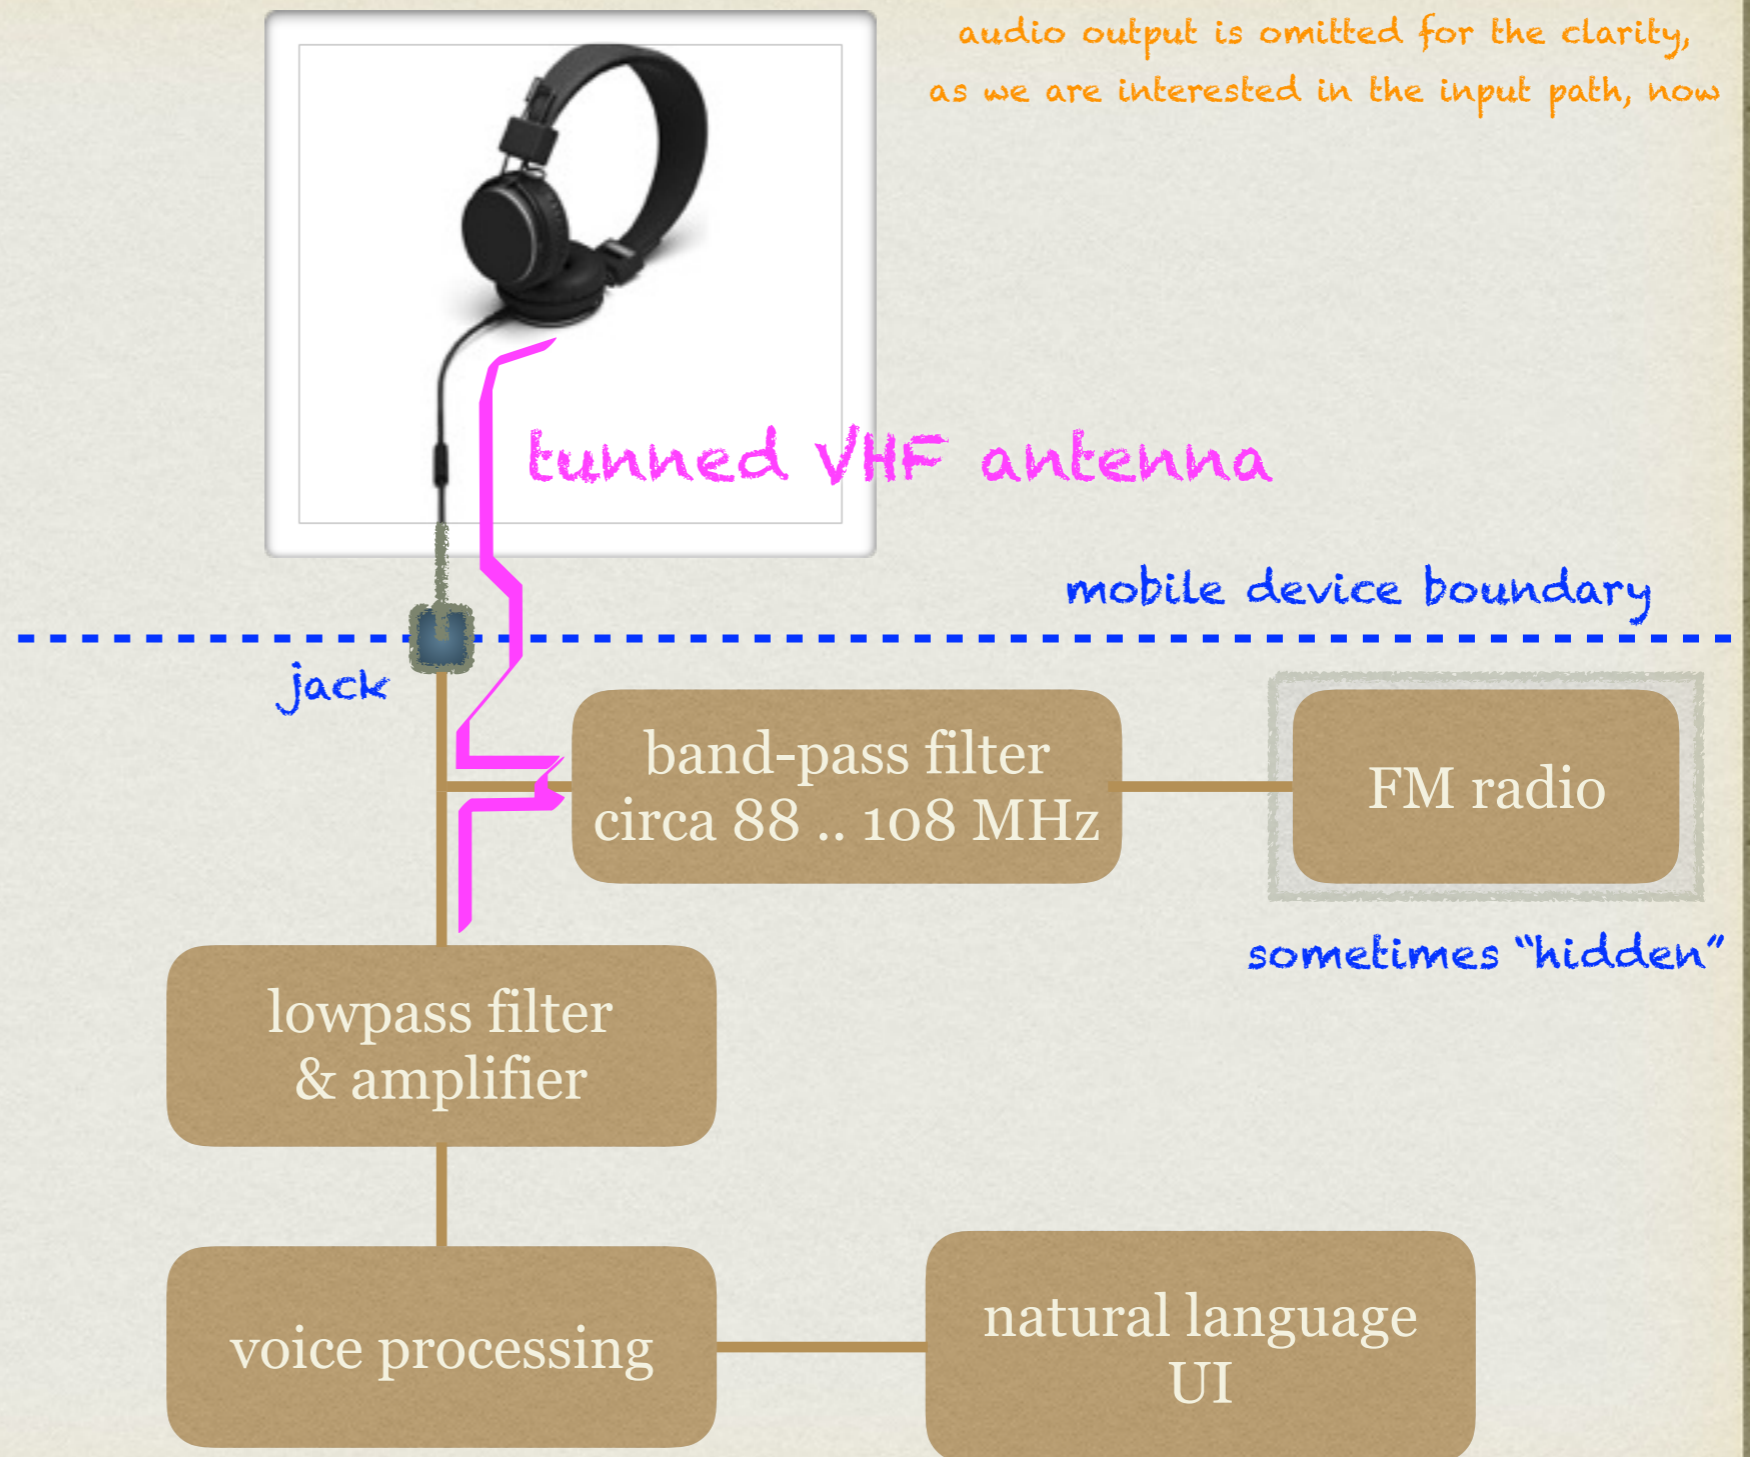 audio output is omitted for the clarity,
as we are interested in the input path, now
tunned VHF antenna
mobile device boundary
jack
band-pass filter
circa 88 .. 108 MHz
FM radio
sometimes “hidden”
lowpass filter
& amplifier
voice processing
natural language
UI